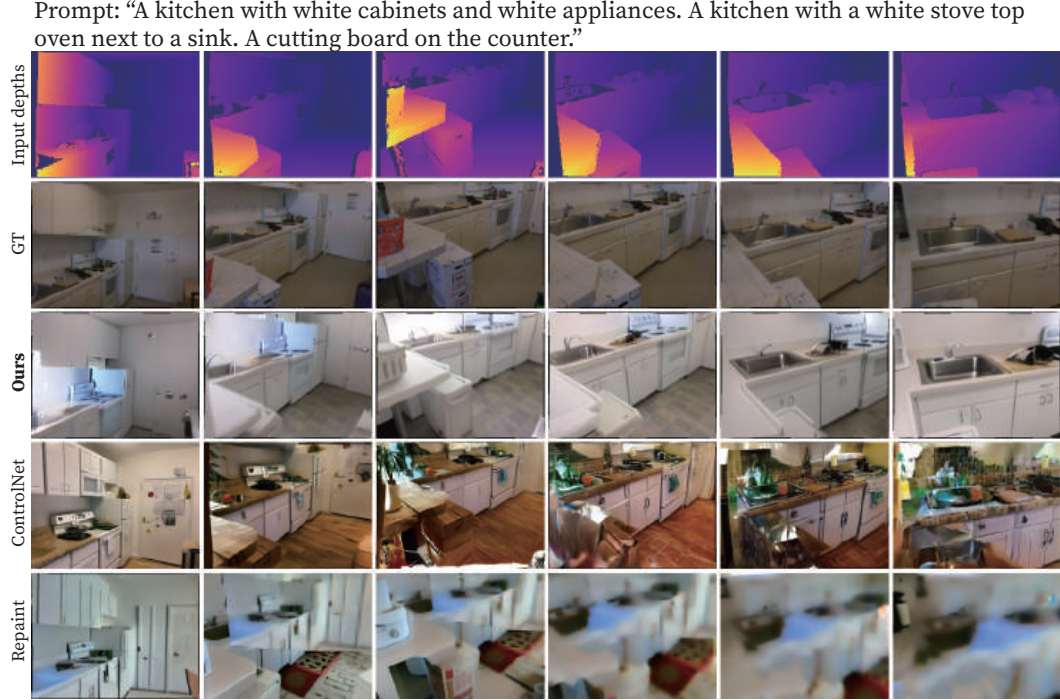 Prompt: “A kitchen with white cabinets and white appliances. A kitchen with a white stove top
oven next to a sink. A cutting board on the counter.”
Input depths
GT
Ours
ControlNet
Repaint